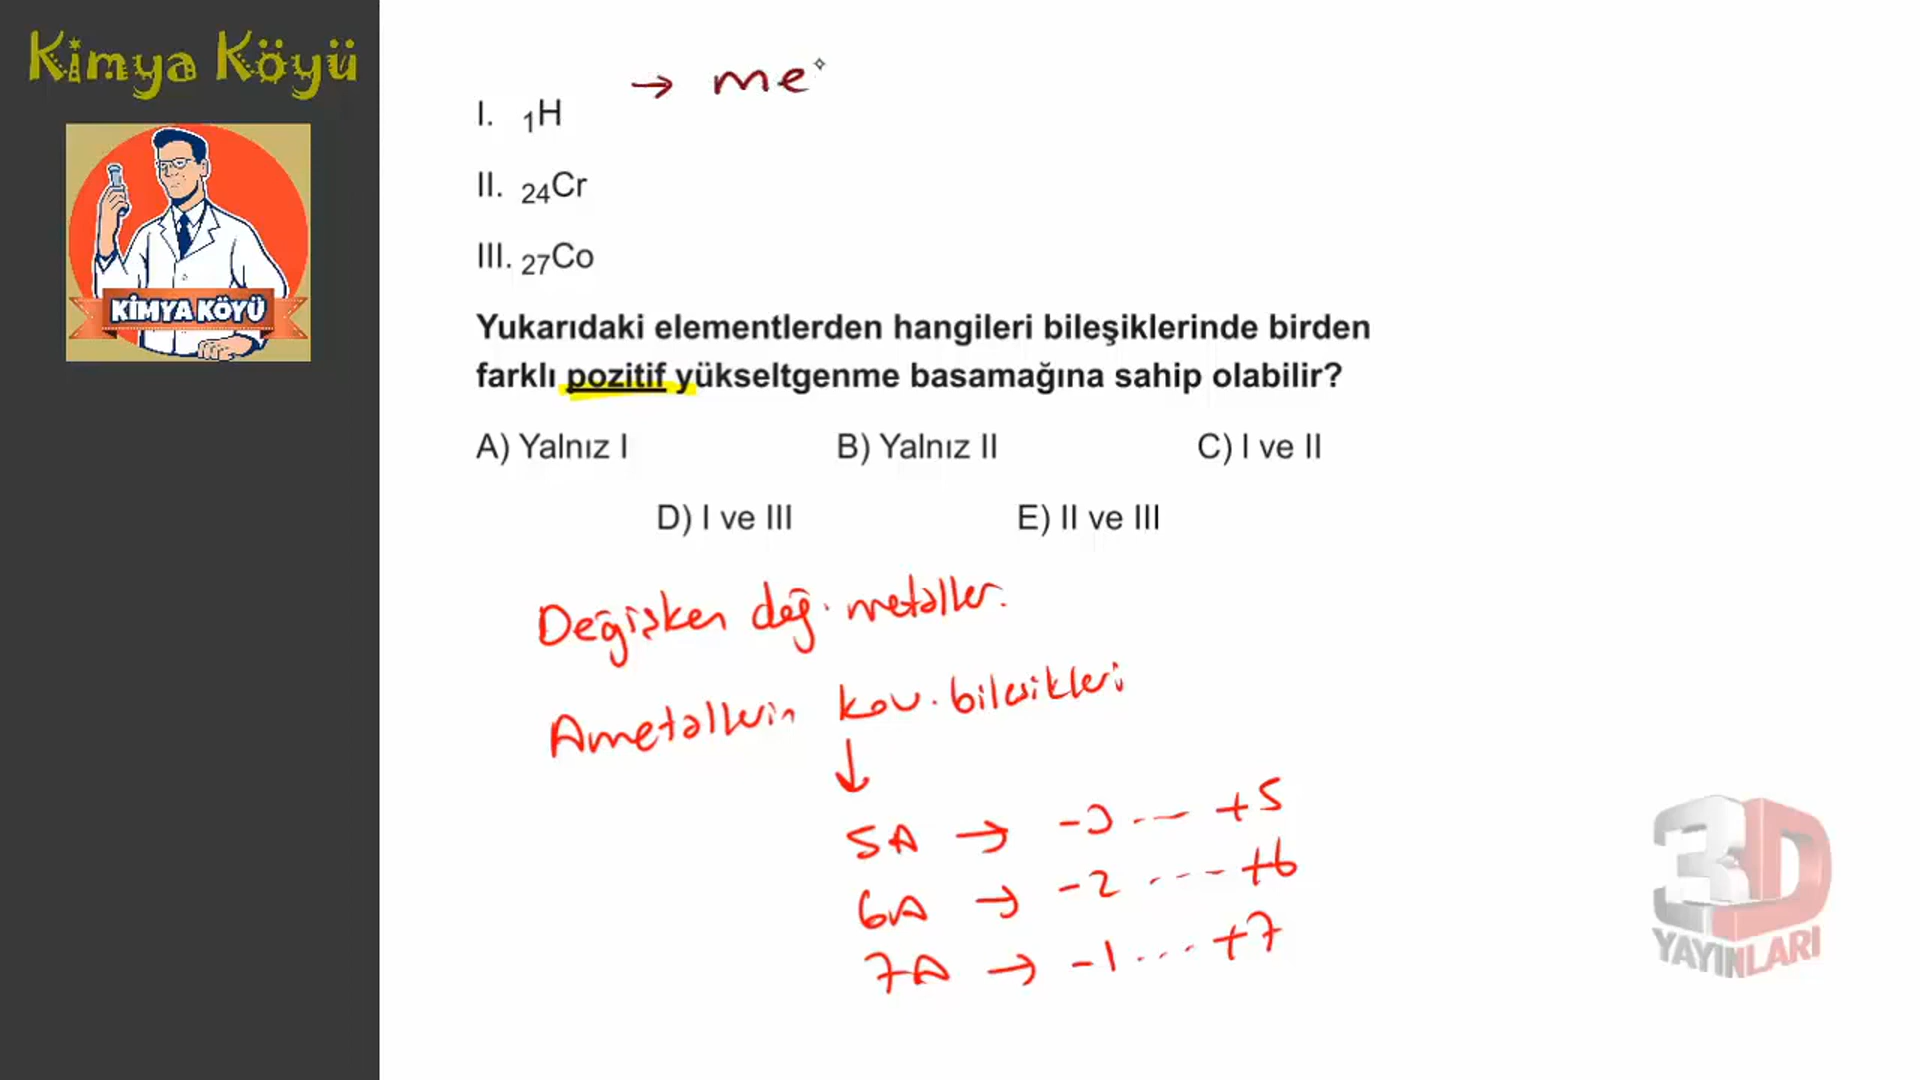 Kimya Köyü
KİMYA KÖYÜ
→ me
I. ₁H
II. ₂₄Cr
III. ₂₇Co
Yukarıdaki elementlerden hangileri bileşiklerinde birden
farklı pozitif yükseltgenme basamağına sahip olabilir?
A) Yalnız I B) Yalnız II C) I ve II
D) I ve III E) II ve III
Değişken değ. metaller.
Ametallerin kov. bileşikleri
↓
5A → -3 ... +5
6A → -2 ... +6
7A → -1 ... +7
3D
YAYINLARI